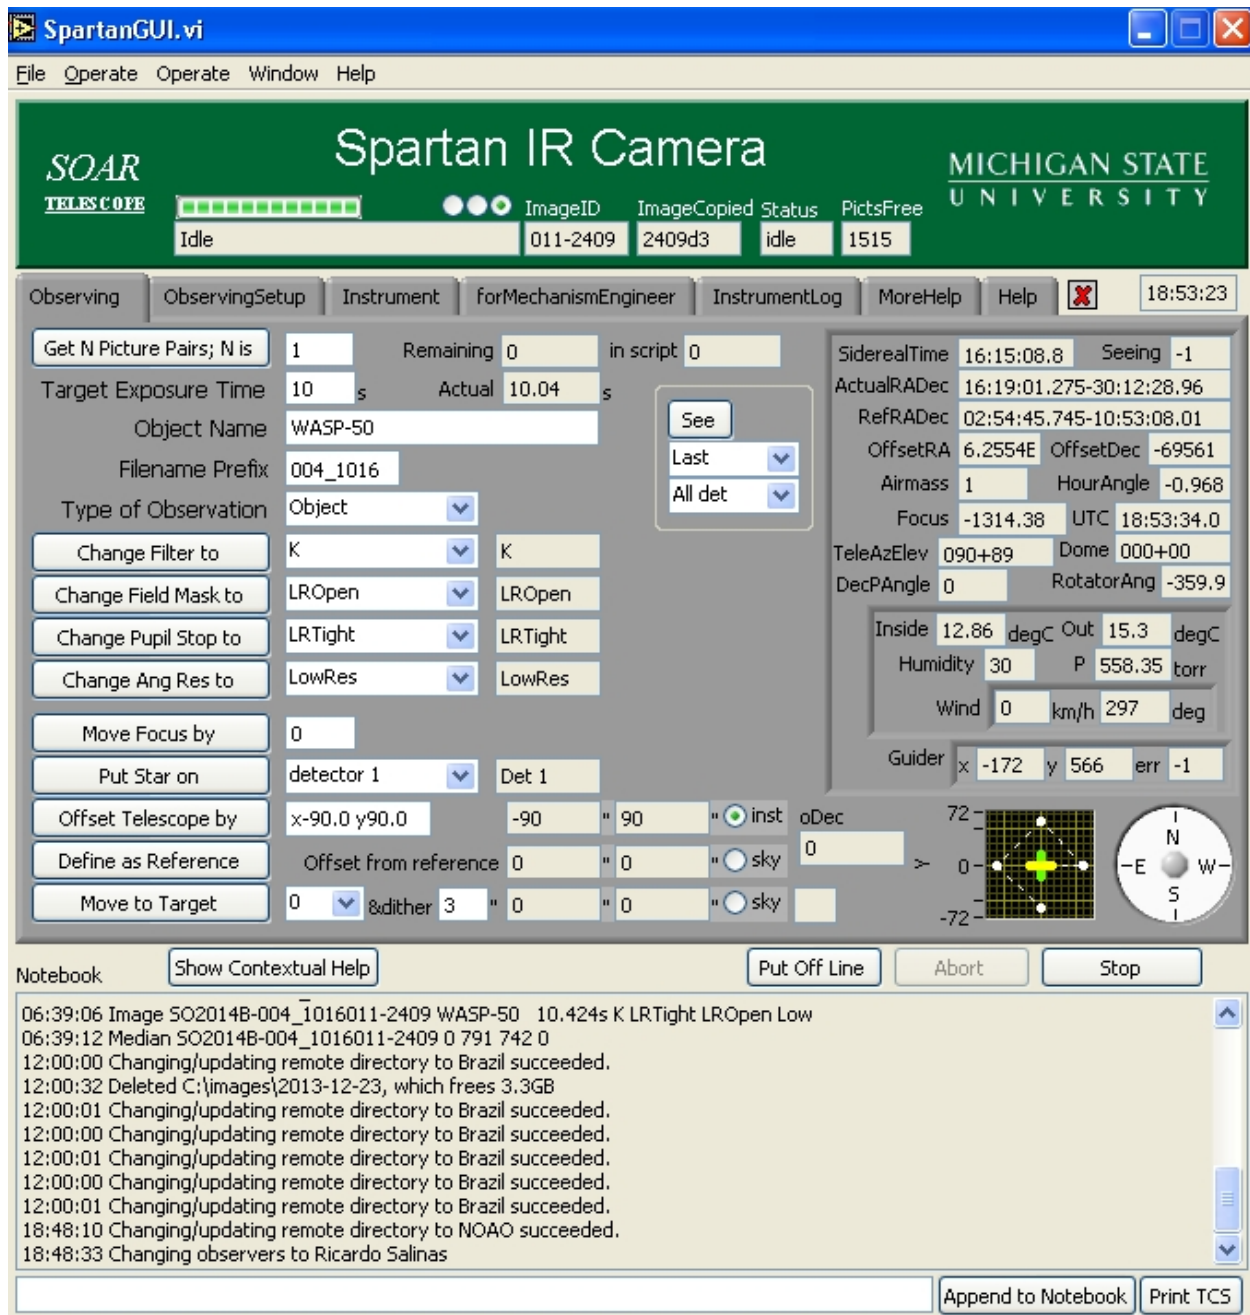 SpartanGUI.vi
File Operate Operate Window Help
Spartan IR Camera
SOAR
TELESCOPE
MICHIGAN STATE
UNIVERSITY
ImageID ImageCopied Status PictsFree
Idle 011-2409 2409d3 idle 1515
Observing ObservingSetup Instrument forMechanismEngineer InstrumentLog MoreHelp Help 18:53:23
Get N Picture Pairs; N is 1 Remaining 0 in script 0
Target Exposure Time 10 s Actual 10.04 s
Object Name WASP-50
Filename Prefix 004_1016
Type of Observation Object
See
Last
All det
Change Filter to K K
Change Field Mask to LROpen LROpen
Change Pupil Stop to LRTight LRTight
Change Ang Res to LowRes LowRes
Move Focus by 0
Put Star on detector 1 Det 1
Offset Telescope by x-90.0 y90.0 -90 " 90 " inst
Define as Reference Offset from reference 0 " 0 " sky
Move to Target 0 &dither 3 " 0 " 0 " sky
SiderealTime 16:15:08.8 Seeing -1
ActualRADec 16:19:01.275-30:12:28.96
RefRADec 02:54:45.745-10:53:08.01
OffsetRA 6.2554E OffsetDec -69561
Airmass 1 HourAngle -0.968
Focus -1314.38 UTC 18:53:34.0
TeleAzElev 090+89 Dome 000+00
DecPAngle 0 RotatorAng -359.9
Inside 12.86 degC Out 15.3 degC
Humidity 30 P 558.35 torr
Wind 0 km/h 297 deg
Guider x -172 y 566 err -1
oDec
0
>
72
0
-72
N
E W
S
Notebook Show Contextual Help Put Off Line Abort Stop
06:39:06 Image SO2014B-004_1016011-2409 WASP-50 10.424s K LRTight LROpen Low
06:39:12 Median SO2014B-004_1016011-2409 0 791 742 0
12:00:00 Changing/updating remote directory to Brazil succeeded.
12:00:32 Deleted C:\images\2013-12-23, which frees 3.3GB
12:00:01 Changing/updating remote directory to Brazil succeeded.
12:00:00 Changing/updating remote directory to Brazil succeeded.
12:00:01 Changing/updating remote directory to Brazil succeeded.
12:00:00 Changing/updating remote directory to Brazil succeeded.
12:00:01 Changing/updating remote directory to Brazil succeeded.
18:48:10 Changing/updating remote directory to NOAO succeeded.
18:48:33 Changing observers to Ricardo Salinas
Append to Notebook Print TCS